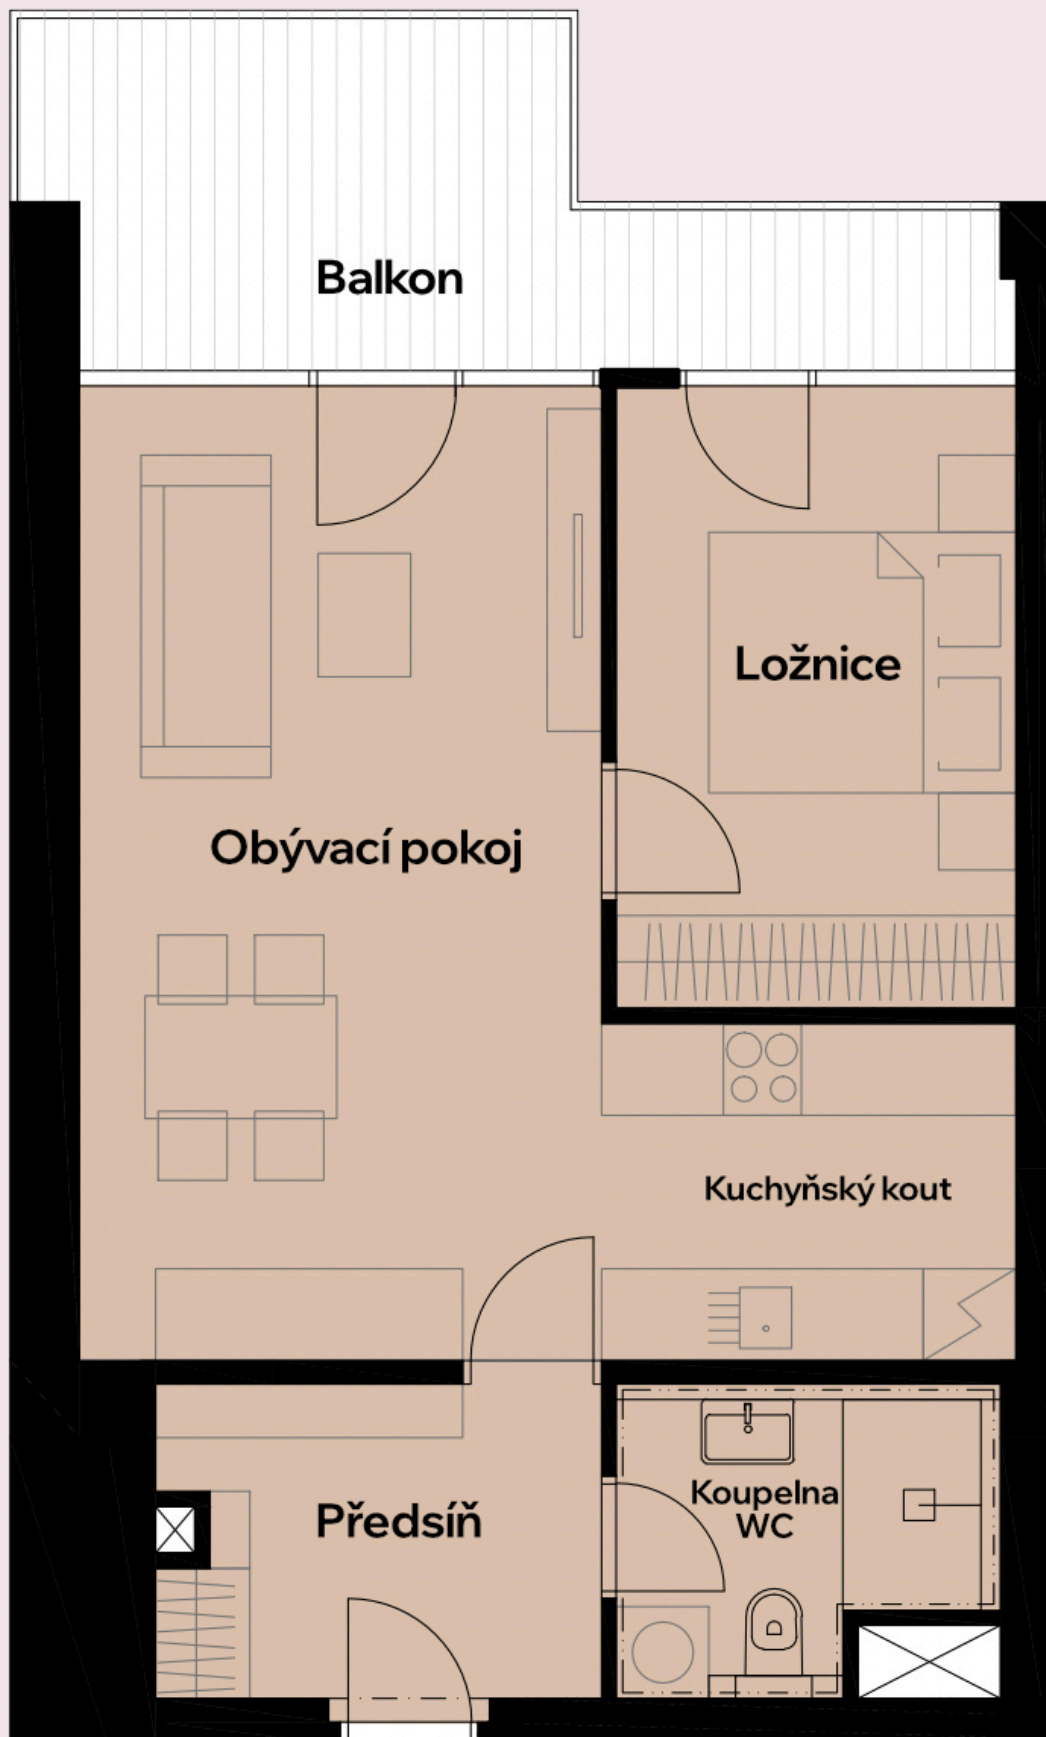 Balkon
Ložnice
Obývací pokoj
Kuchyňský kout
Koupelna
WC
Předsíň